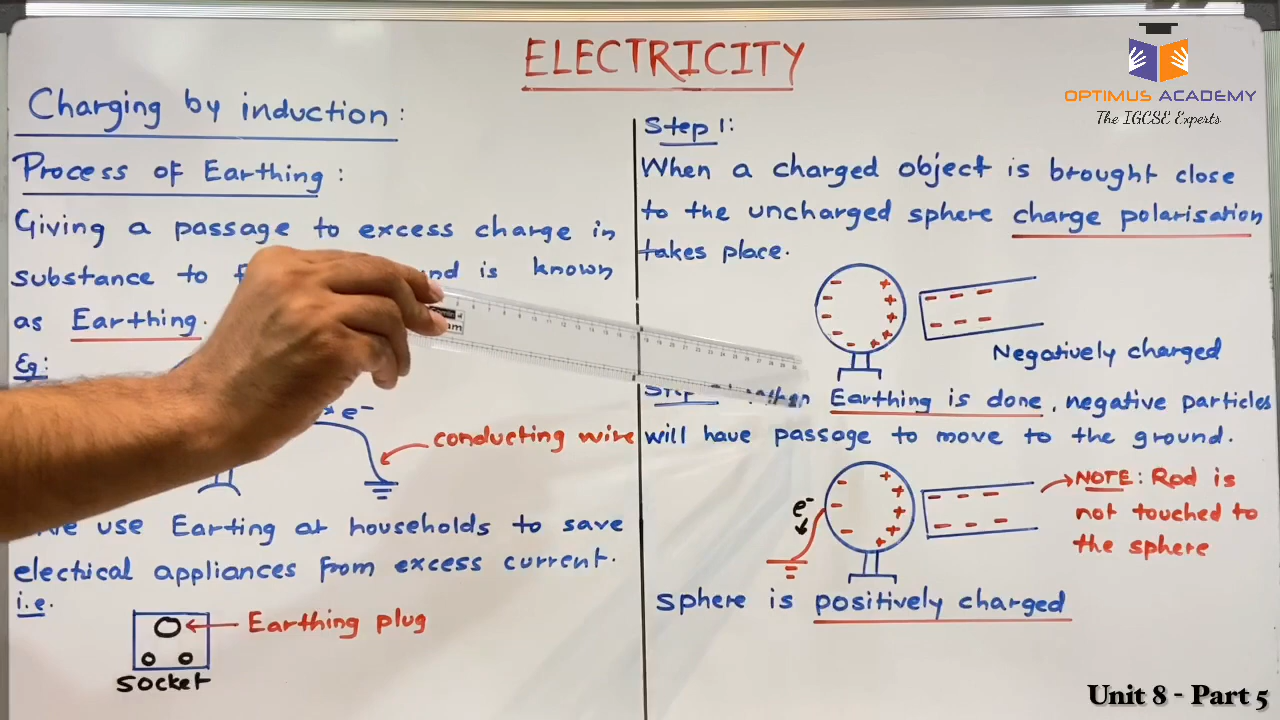 ELECTRICITY
OPTIMUS ACADEMY
The IGCSE Experts
Charging by induction:
Process of Earthing:
Giving a passage to excess charge in
substance to is known
as Earthing.
Eg:
e⁻
conducting wire
use Earting at households to save
electrical appliances from excess current.
i.e.
Earthing plug
Socket
Step 1:
When a charged object is brought close
to the uncharged sphere charge polarisation
takes place.
Negatively charged
Earthing is done, negative particles
will have passage to move to the ground.
e⁻
NOTE: Rod is
not touched to
the sphere
Sphere is positively charged
Unit 8 - Part 5